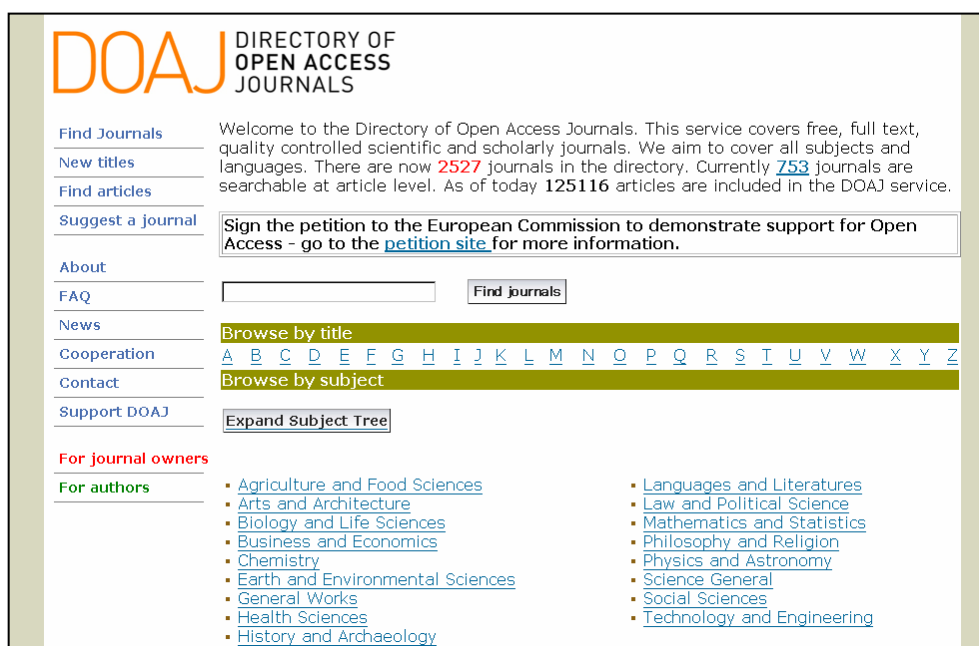 DOAJ
DIRECTORY OF
OPEN ACCESS
JOURNALS
Find Journals
New titles
Find articles
Suggest a journal
About
FAQ
News
Cooperation
Contact
Support DOAJ
For journal owners
For authors
Welcome to the Directory of Open Access Journals. This service covers free, full text,
quality controlled scientific and scholarly journals. We aim to cover all subjects and
languages. There are now 2527 journals in the directory. Currently 753 journals are
searchable at article level. As of today 125116 articles are included in the DOAJ service.
Sign the petition to the European Commission to demonstrate support for Open
Access - go to the petition site for more information.
Find journals
Browse by title
A B C D E F G H I J K L M N O P Q R S T U V W X Y Z
Browse by subject
Expand Subject Tree
Agriculture and Food Sciences
Arts and Architecture
Biology and Life Sciences
Business and Economics
Chemistry
Earth and Environmental Sciences
General Works
Health Sciences
History and Archaeology
Languages and Literatures
Law and Political Science
Mathematics and Statistics
Philosophy and Religion
Physics and Astronomy
Science General
Social Sciences
Technology and Engineering